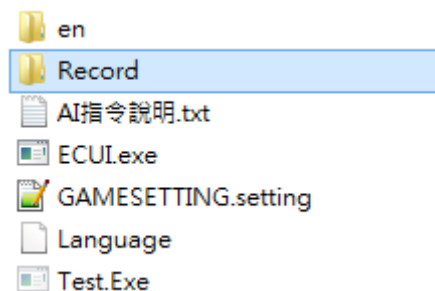 en
Record
AI指令說明.txt
ECUI.exe
GAMESETTING.setting
Language
Test.Exe